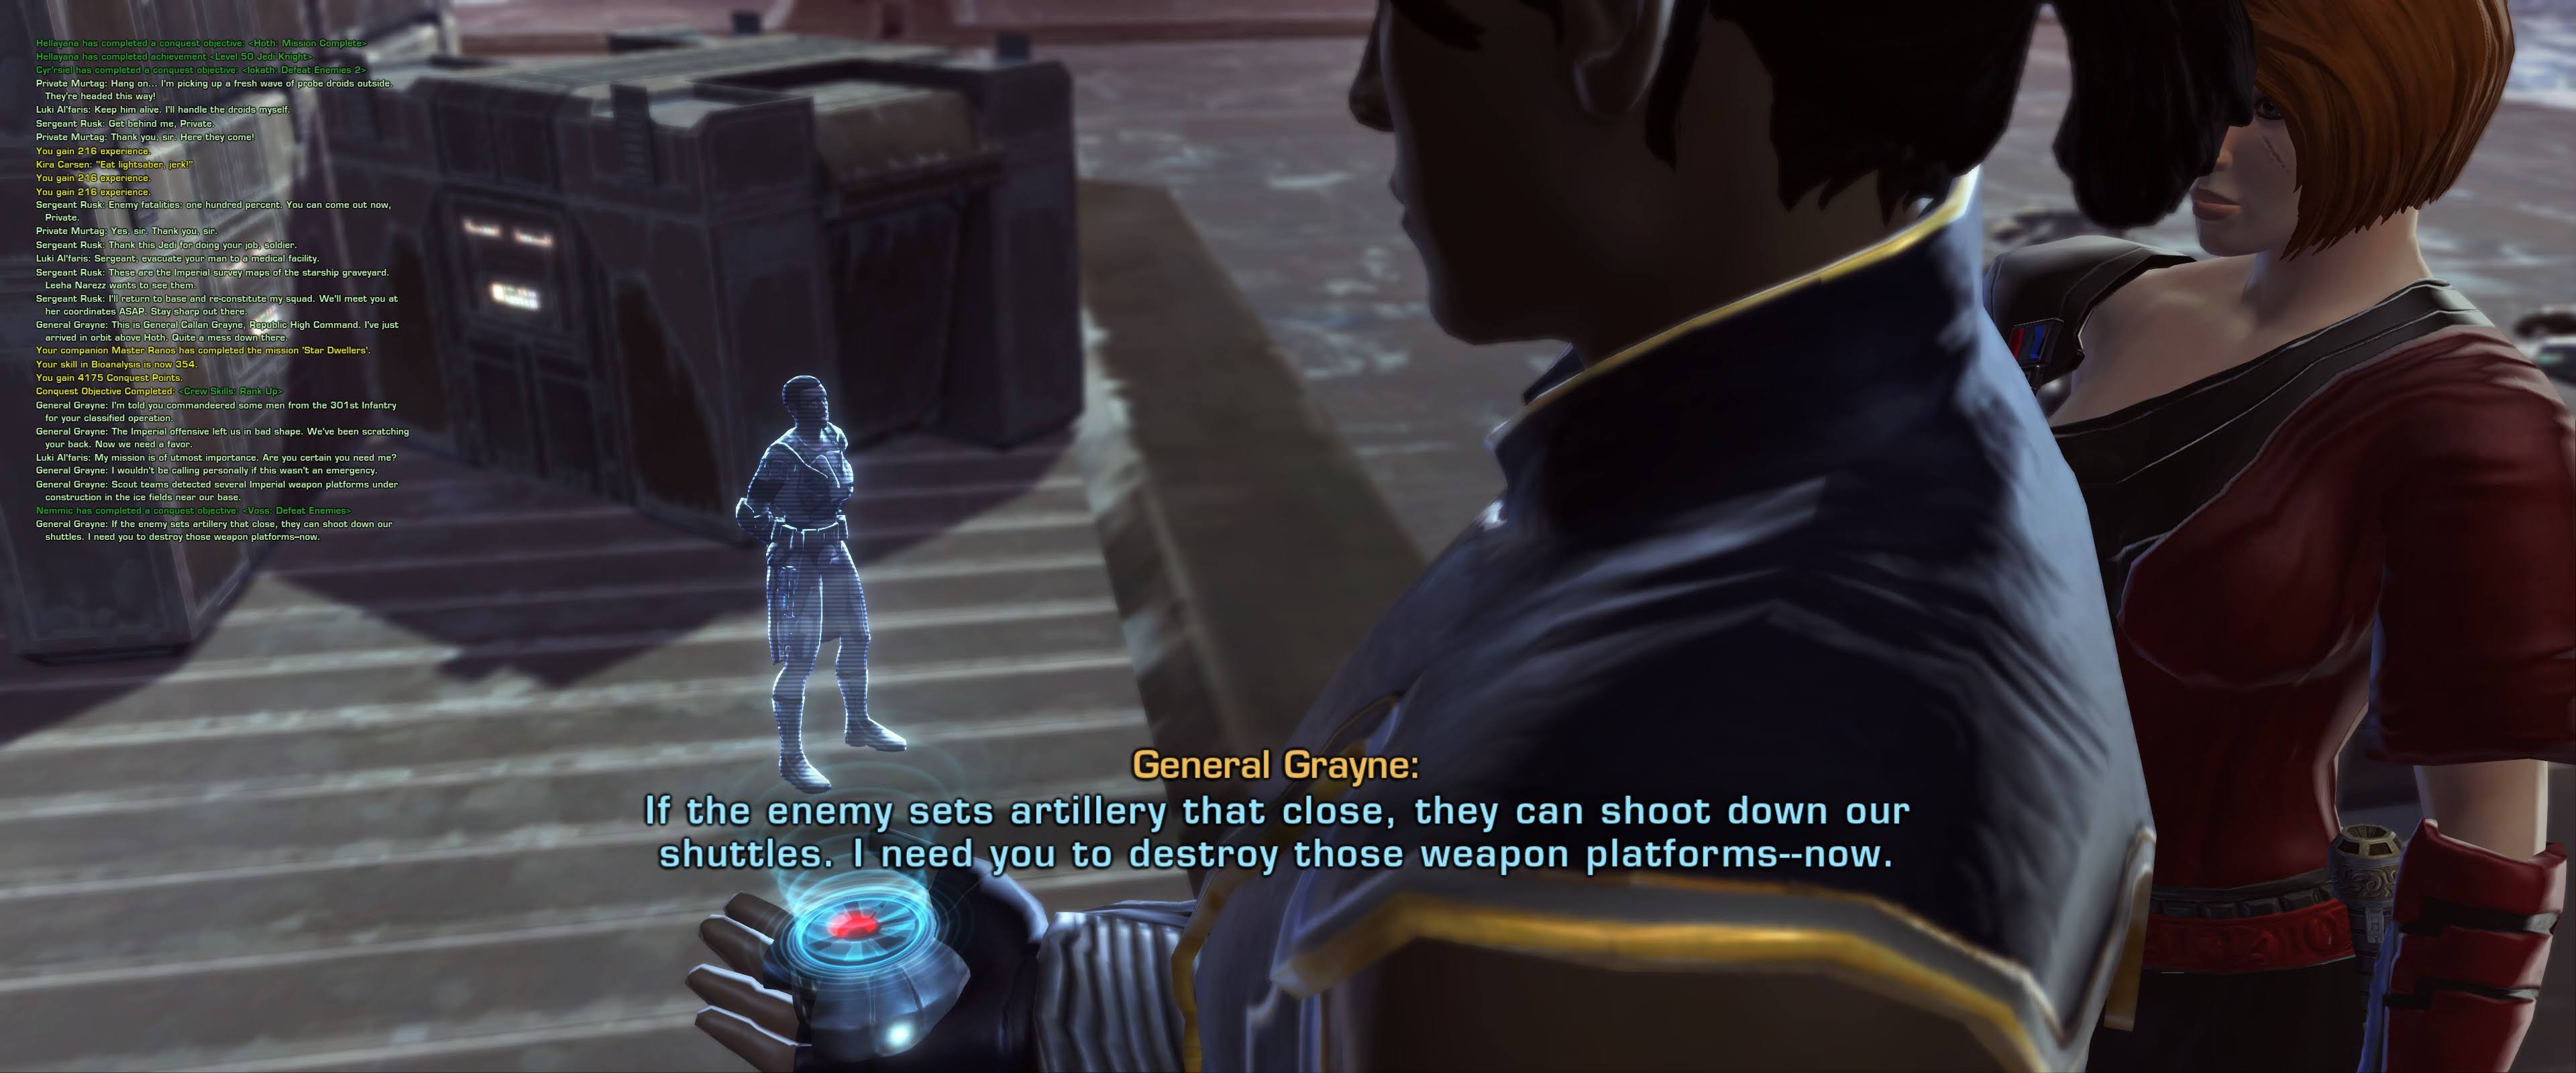 Hellayana has completed a conquest objective: <Hoth: Mission Complete>
Hellayana has completed achievement <Level 50 Jedi Knight>
Cyr'rsiel has completed a conquest objective: <Iokath: Defeat Enemies 2>
Private Murtag: Hang on... I'm picking up a fresh wave of probe droids outside.
They're headed this way!
Luki Al'faris: Keep him alive. I'll handle the droids myself.
Sergeant Rusk: Get behind me, Private.
Private Murtag: Thank you, sir. Here they come!
You gain 216 experience.
Kira Carsen: "Eat lightsaber, jerk!"
You gain 216 experience.
You gain 216 experience.
Sergeant Rusk: Enemy fatalities: one hundred percent. You can come out now,
Private.
Private Murtag: Yes, sir. Thank you, sir.
Sergeant Rusk: Thank this Jedi for doing your job, soldier.
Luki Al'faris: Sergeant, evacuate your man to a medical facility.
Sergeant Rusk: These are the Imperial survey maps of the starship graveyard.
Leeha Narezz wants to see them.
Sergeant Rusk: I'll return to base and re-constitute my squad. We'll meet you at
her coordinates ASAP. Stay sharp out there.
General Grayne: This is General Callan Grayne, Republic High Command. I've just
arrived in orbit above Hoth. Quite a mess down there.
Your companion Master Ranos has completed the mission 'Star Dwellers'.
Your skill in Bioanalysis is now 354.
You gain 4175 Conquest Points.
Conquest Objective Completed: <Crew Skills: Rank Up>
General Grayne: I'm told you commandeered some men from the 301st Infantry
for your classified operation.
General Grayne: The Imperial offensive left us in bad shape. We've been scratching
your back. Now we need a favor.
Luki Al'faris: My mission is of utmost importance. Are you certain you need me?
General Grayne: I wouldn't be calling personally if this wasn't an emergency.
General Grayne: Scout teams detected several Imperial weapon platforms under
construction in the ice fields near our base.
Nemmic has completed a conquest objective: <Voss: Defeat Enemies>
General Grayne: If the enemy sets artillery that close, they can shoot down our
shuttles. I need you to destroy those weapon platforms--now.
General Grayne:
If the enemy sets artillery that close, they can shoot down our
shuttles. I need you to destroy those weapon platforms--now.